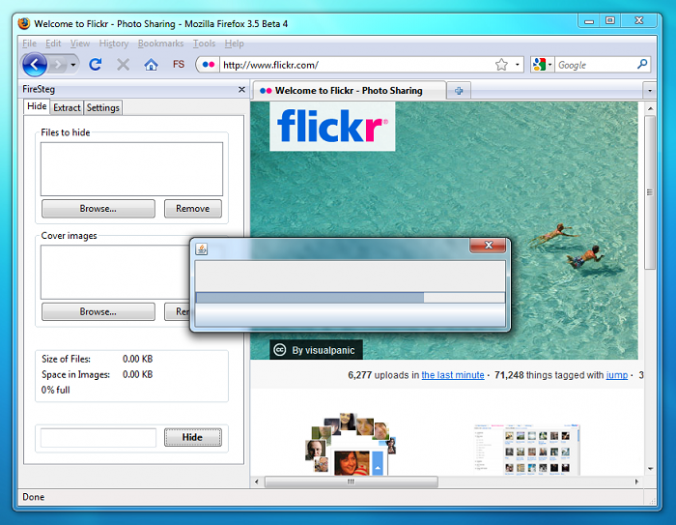 Welcome to Flickr - Photo Sharing - Mozilla Firefox 3.5 Beta 4
File Edit View History Bookmarks Tools Help
FS http://www.flickr.com/ Google
FireSteg
Welcome to Flickr - Photo Sharing
Hide Extract Settings
flickr
Files to hide
Browse... Remove
Cover images
Browse...
By visualpanic
Size of Files: 0.00 KB
Space in Images: 0.00 KB
0% full
6,277 uploads in the last minute · 71,248 things tagged with jump · 3
Hide
Done